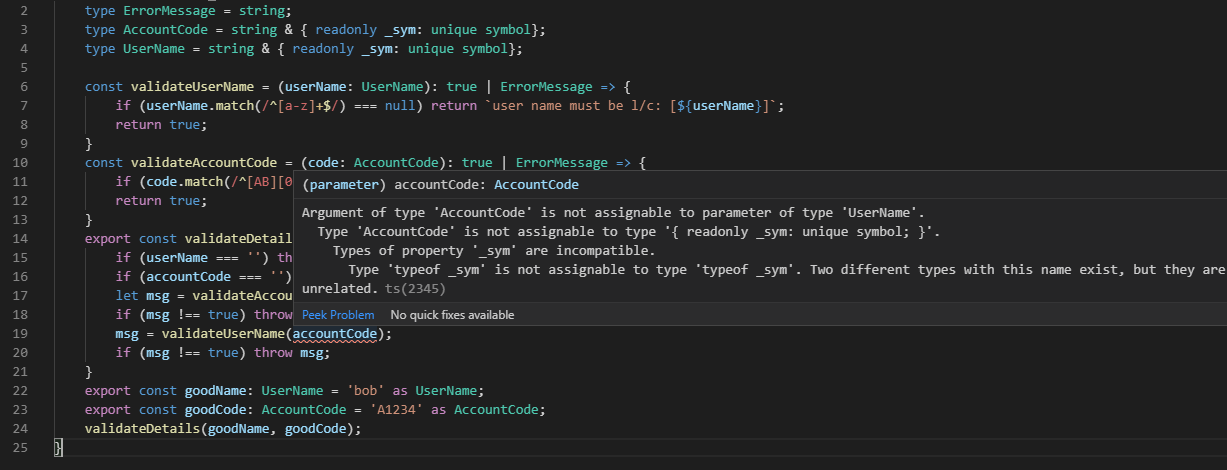 2 type ErrorMessage = string;
3 type AccountCode = string & { readonly _sym: unique symbol};
4 type UserName = string & { readonly _sym: unique symbol};
5
6 const validateUserName = (userName: UserName): true | ErrorMessage => {
7 if (userName.match(/^[a-z]+$/) === null) return `user name must be l/c: [${userName}]`;
8 return true;
9 }
10 const validateAccountCode = (code: AccountCode): true | ErrorMessage => {
11 if (code.match(/^[AB][0
12 return true;
13 }
14 export const validateDetail
15 if (userName === '') th
16 if (accountCode === '')
17 let msg = validateAccou
18 if (msg !== true) throw
(parameter) accountCode: AccountCode
Argument of type 'AccountCode' is not assignable to parameter of type 'UserName'.
Type 'AccountCode' is not assignable to type '{ readonly _sym: unique symbol; }'.
Types of property '_sym' are incompatible.
Type 'typeof _sym' is not assignable to type 'typeof _sym'. Two different types with this name exist, but they are
unrelated. ts(2345)
Peek Problem No quick fixes available
19 msg = validateUserName(accountCode);
20 if (msg !== true) throw msg;
21 }
22 export const goodName: UserName = 'bob' as UserName;
23 export const goodCode: AccountCode = 'A1234' as AccountCode;
24 validateDetails(goodName, goodCode);
25 }